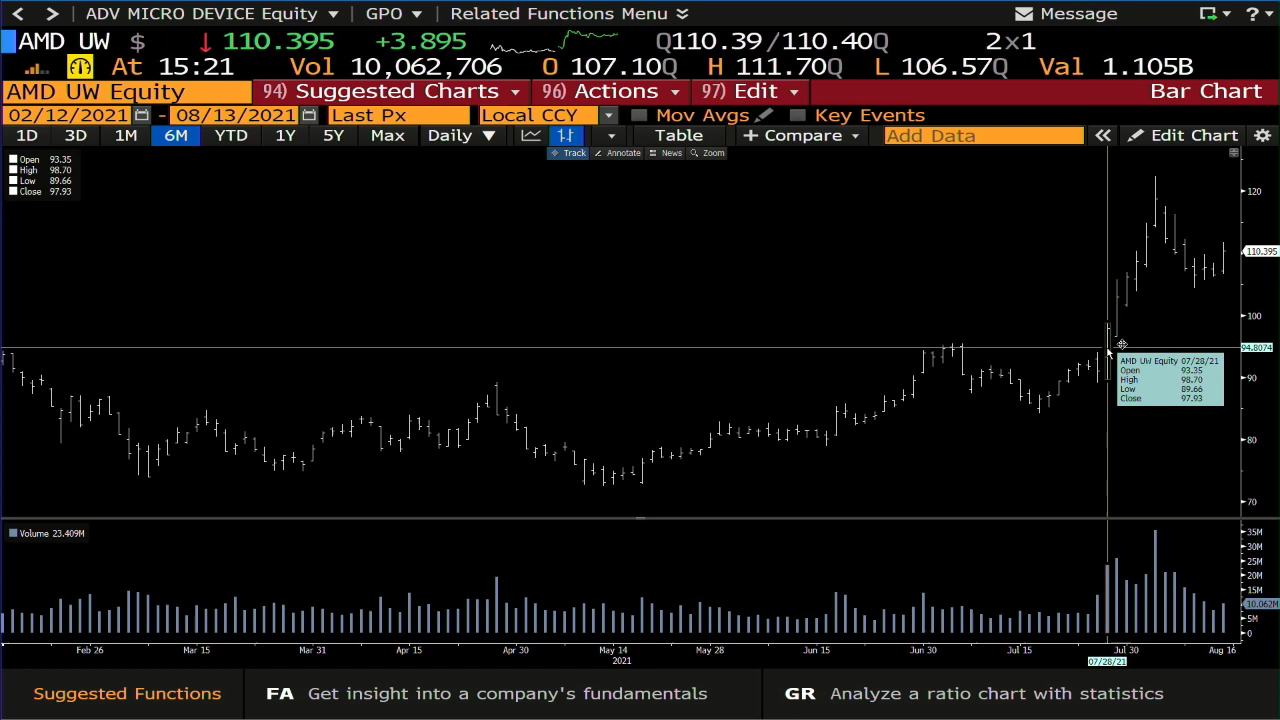 ADV MICRO DEVICE Equity GPO Related Functions Menu Message ?
AMD UW $ 110.395 +3.895 Q110.39/110.40Q 2×1
At 15:21 Vol 10,062,706 O 107.10Q H 111.70Q L 106.57Q Val 1.105B
AMD UW Equity 94) Suggested Charts 96) Actions 97) Edit Bar Chart
02/12/2021 - 08/13/2021 Last Px Local CCY Mov Avgs Key Events
1D 3D 1M 6M YTD 1Y 5Y Max Daily Table + Compare Add Data Edit Chart
Track Annotate News Zoom
Open 93.35
High 98.70
Low 89.66
Close 97.93
120
110.395
100
94.8074
AMD UW Equity 07/28/21
Open 93.35
High 98.70
Low 89.66
Close 97.93
90
80
70
Volume 23.409M
35M
30M
25M
20M
15M
10.062M
5M
0
Feb 26 Mar 15 Mar 31 Apr 15 Apr 30 May 14 May 28 Jun 15 Jun 30 Jul 15 Jul 30 Aug 16
2021
07/28/21
Suggested Functions FA Get insight into a company's fundamentals GR Analyze a ratio chart with statistics